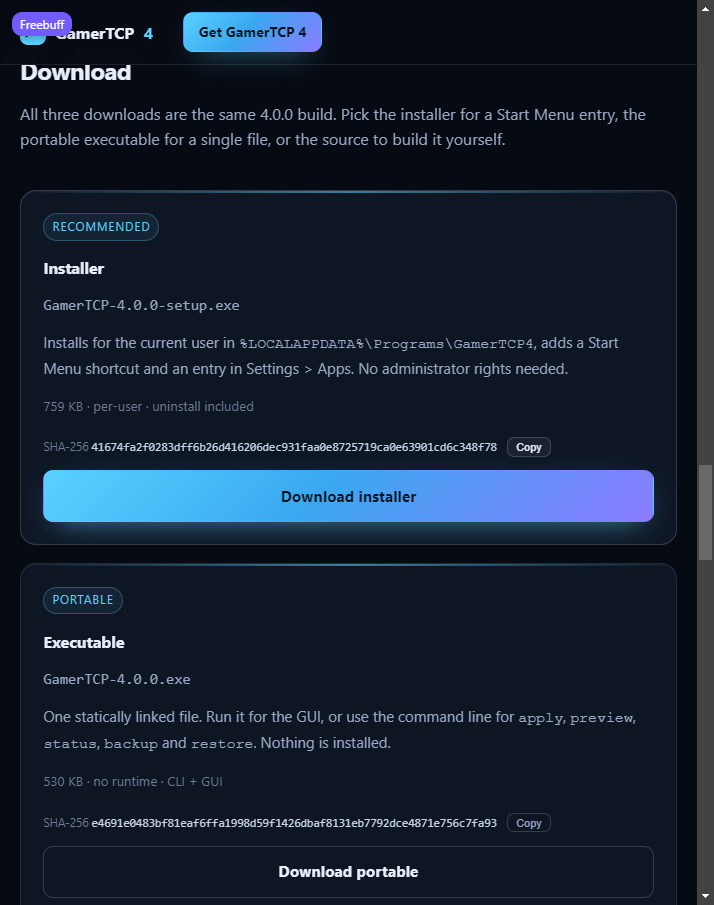 Freebuff
GamerTCP 4
Get GamerTCP 4
Download
All three downloads are the same 4.0.0 build. Pick the installer for a Start Menu entry, the
portable executable for a single file, or the source to build it yourself.
RECOMMENDED
Installer
GamerTCP-4.0.0-setup.exe
Installs for the current user in %LOCALAPPDATA%\Programs\GamerTCP4, adds a Start
Menu shortcut and an entry in Settings > Apps. No administrator rights needed.
759 KB · per-user · uninstall included
SHA-256 41674fa2f0283dff6b26d416206dec931faa0e8725719ca0e63901cd6c348f78 Copy
Download installer
PORTABLE
Executable
GamerTCP-4.0.0.exe
One statically linked file. Run it for the GUI, or use the command line for apply, preview,
status, backup and restore. Nothing is installed.
530 KB · no runtime · CLI + GUI
SHA-256 e4691e0483bf81eaf6ffa1998d59f1426dbaf8131eb7792dce4871e756c7fa93 Copy
Download portable